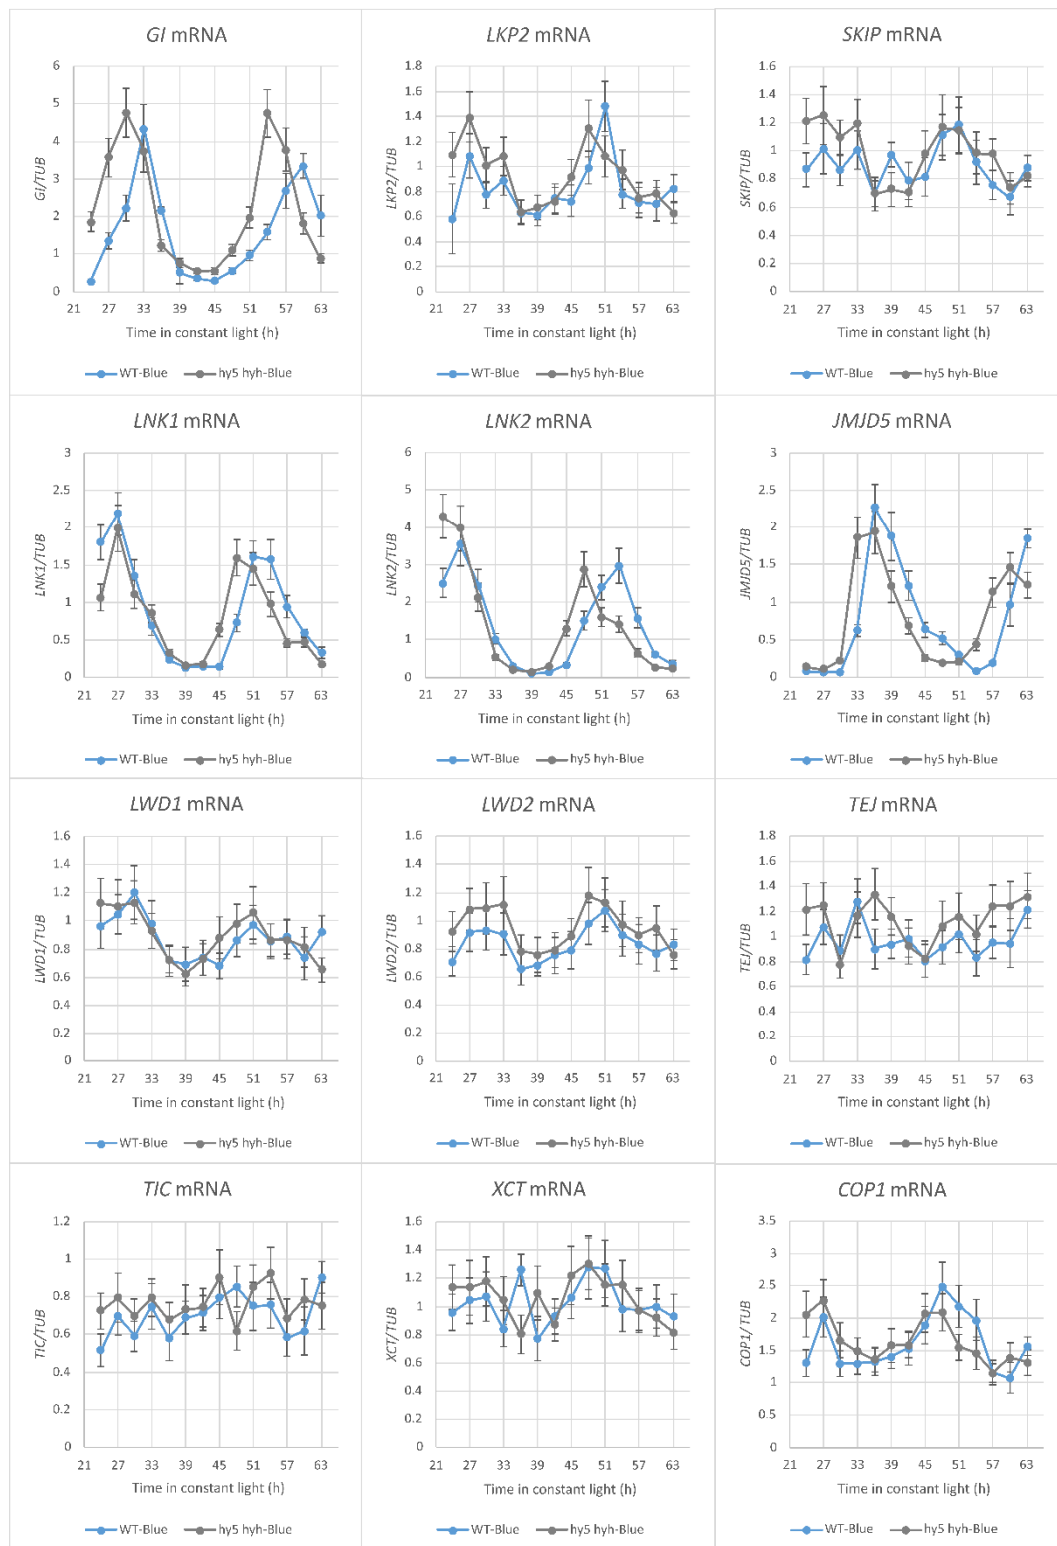 GI mRNA
6
5
4
3
2
1
0
GI/TUB
21 27 33 39 45 51 57 63
Time in constant light (h)
WT-Blue hy5 hyh-Blue
LKP2 mRNA
1.8
1.6
1.4
1.2
1
0.8
0.6
0.4
0.2
0
LKP2/TUB
21 27 33 39 45 51 57 63
Time in constant light (h)
WT-Blue hy5 hyh-Blue
SKIP mRNA
1.6
1.4
1.2
1
0.8
0.6
0.4
0.2
0
SKIP/TUB
21 27 33 39 45 51 57 63
Time in constant light (h)
WT-Blue hy5 hyh-Blue
LNK1 mRNA
3
2.5
2
1.5
1
0.5
0
LNK1/TUB
21 27 33 39 45 51 57 63
Time in constant light (h)
WT-Blue hy5 hyh-Blue
LNK2 mRNA
6
5
4
3
2
1
0
LNK2/TUB
21 27 33 39 45 51 57 63
Time in constant light (h)
WT-Blue hy5 hyh-Blue
JMJD5 mRNA
3
2.5
2
1.5
1
0.5
0
JMJD5/TUB
21 27 33 39 45 51 57 63
Time in constant light (h)
WT-Blue hy5 hyh-Blue
LWD1 mRNA
1.6
1.4
1.2
1
0.8
0.6
0.4
0.2
0
LWD1/TUB
21 27 33 39 45 51 57 63
Time in constant light (h)
WT-Blue hy5 hyh-Blue
LWD2 mRNA
1.6
1.4
1.2
1
0.8
0.6
0.4
0.2
0
LWD2/TUB
21 27 33 39 45 51 57 63
Time in constant light (h)
WT-Blue hy5 hyh-Blue
TEJ mRNA
1.8
1.6
1.4
1.2
1
0.8
0.6
0.4
0.2
0
TEJ/TUB
21 27 33 39 45 51 57 63
Time in constant light (h)
WT-Blue hy5 hyh-Blue
TIC mRNA
1.2
1
0.8
0.6
0.4
0.2
0
TIC/TUB
21 27 33 39 45 51 57 63
Time in constant light (h)
WT-Blue hy5 hyh-Blue
XCT mRNA
1.6
1.4
1.2
1
0.8
0.6
0.4
0.2
0
XCT/TUB
21 27 33 39 45 51 57 63
Time in constant light (h)
WT-Blue hy5 hyh-Blue
COP1 mRNA
3.5
3
2.5
2
1.5
1
0.5
0
COP1/TUB
21 27 33 39 45 51 57 63
Time in constant light (h)
WT-Blue hy5 hyh-Blue